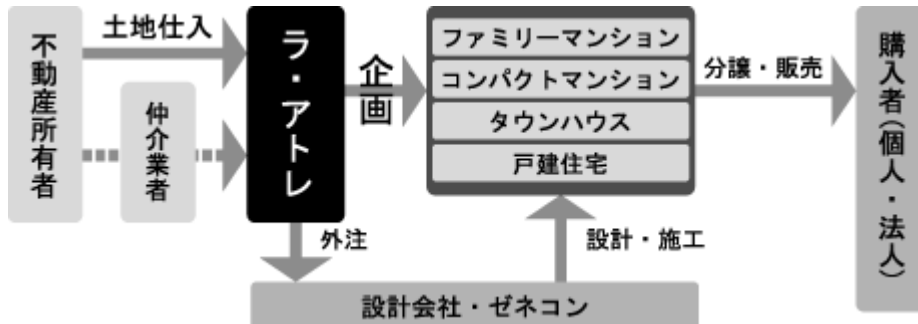 不動産所有者
土地仕入
仲介業者
ラ・アトレ
企画
ファミリーマンション
コンパクトマンション
タウンハウス
戸建住宅
分譲・販売
購入者(個人・法人)
外注
設計・施工
設計会社・ゼネコン